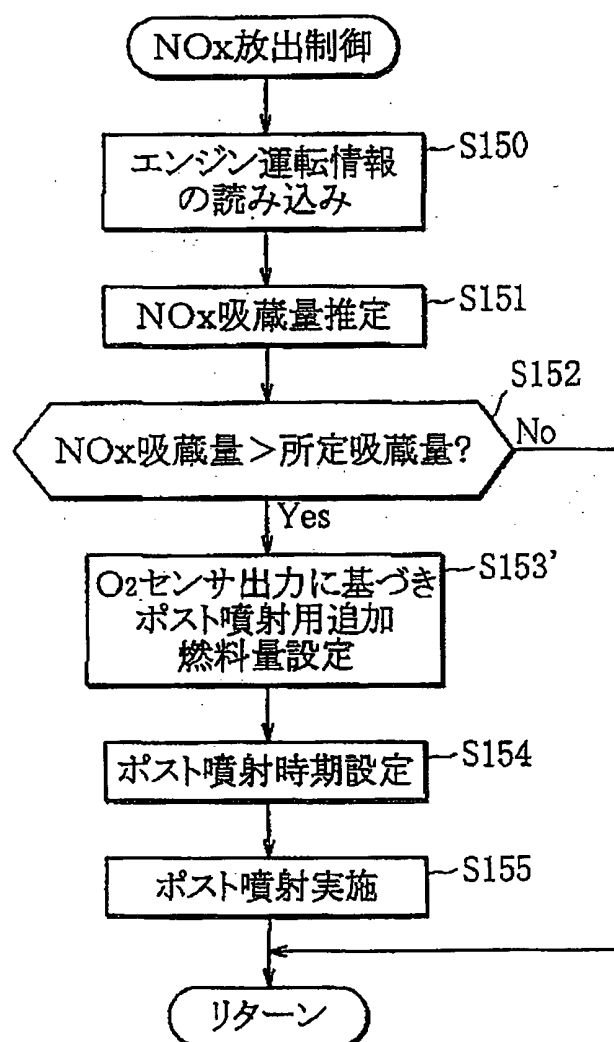 NOx放出制御
エンジン運転情報
の読み込み
S150
NOx吸蔵量推定
S151
S152
NOx吸蔵量＞所定吸蔵量?
No
Yes
O₂センサ出力に基づき
ポスト噴射用追加
燃料量設定
S153’
ポスト噴射時期設定
S154
ポスト噴射実施
S155
リターン